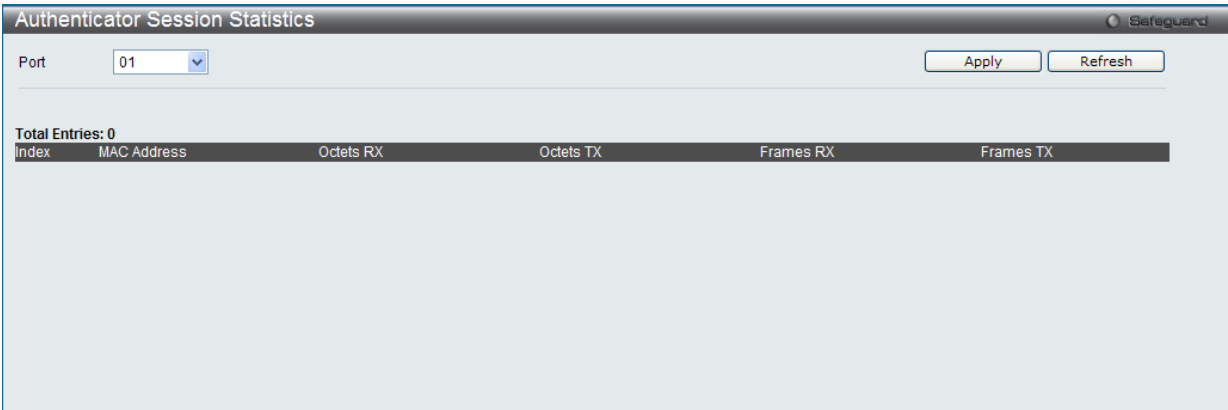 Authenticator Session Statistics Safeguard
Port 01 Apply Refresh
Total Entries: 0
Index MAC Address Octets RX Octets TX Frames RX Frames TX